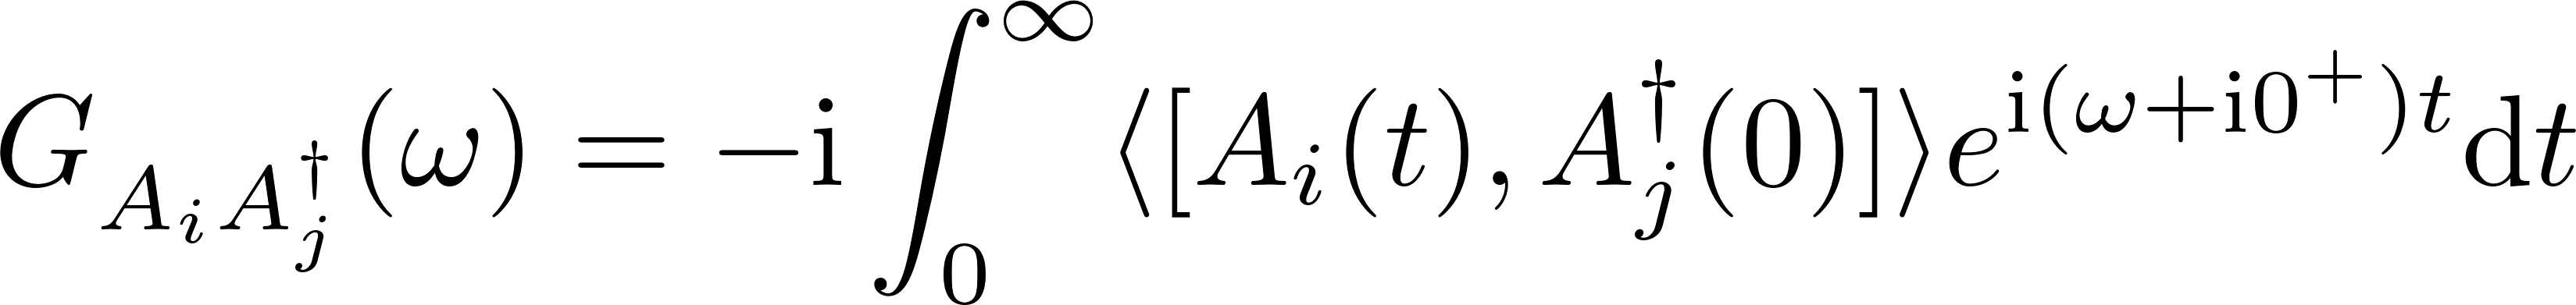 $G_{A_i A_j^\dagger}(\omega) = -\mathrm{i} \int_0^\infty \langle [A_i(t), A_j^\dagger(0)] \rangle e^{\mathrm{i}(\omega + \mathrm{i}0^+)t} \mathrm{d}t$